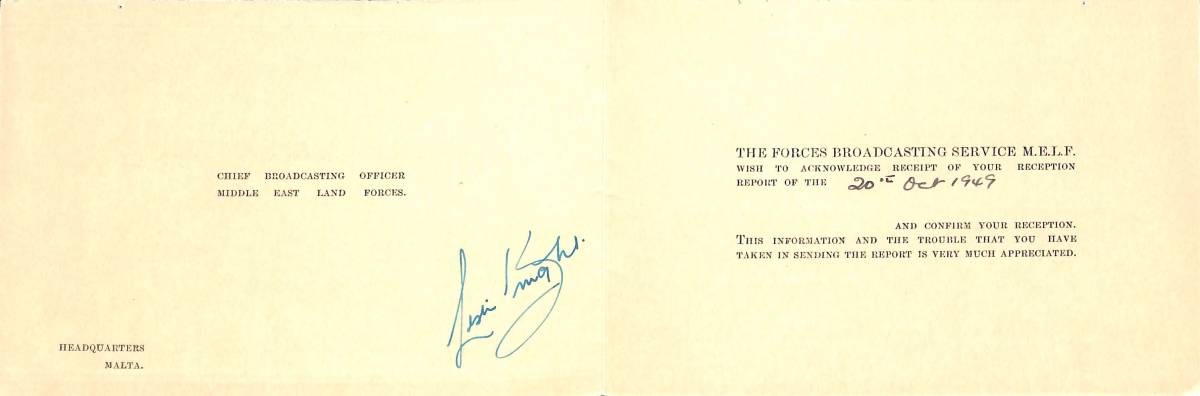 CHIEF BROADCASTING OFFICER
MIDDLE EAST LAND FORCES.
Knight.
HEADQUARTERS
MALTA.
THE FORCES BROADCASTING SERVICE M.E.L.F.
WISH TO ACKNOWLEDGE RECEIPT OF YOUR RECEPTION
REPORT OF THE 20TH Oct 1949
AND CONFIRM YOUR RECEPTION.
THIS INFORMATION AND THE TROUBLE THAT YOU HAVE
TAKEN IN SENDING THE REPORT IS VERY MUCH APPRECIATED.